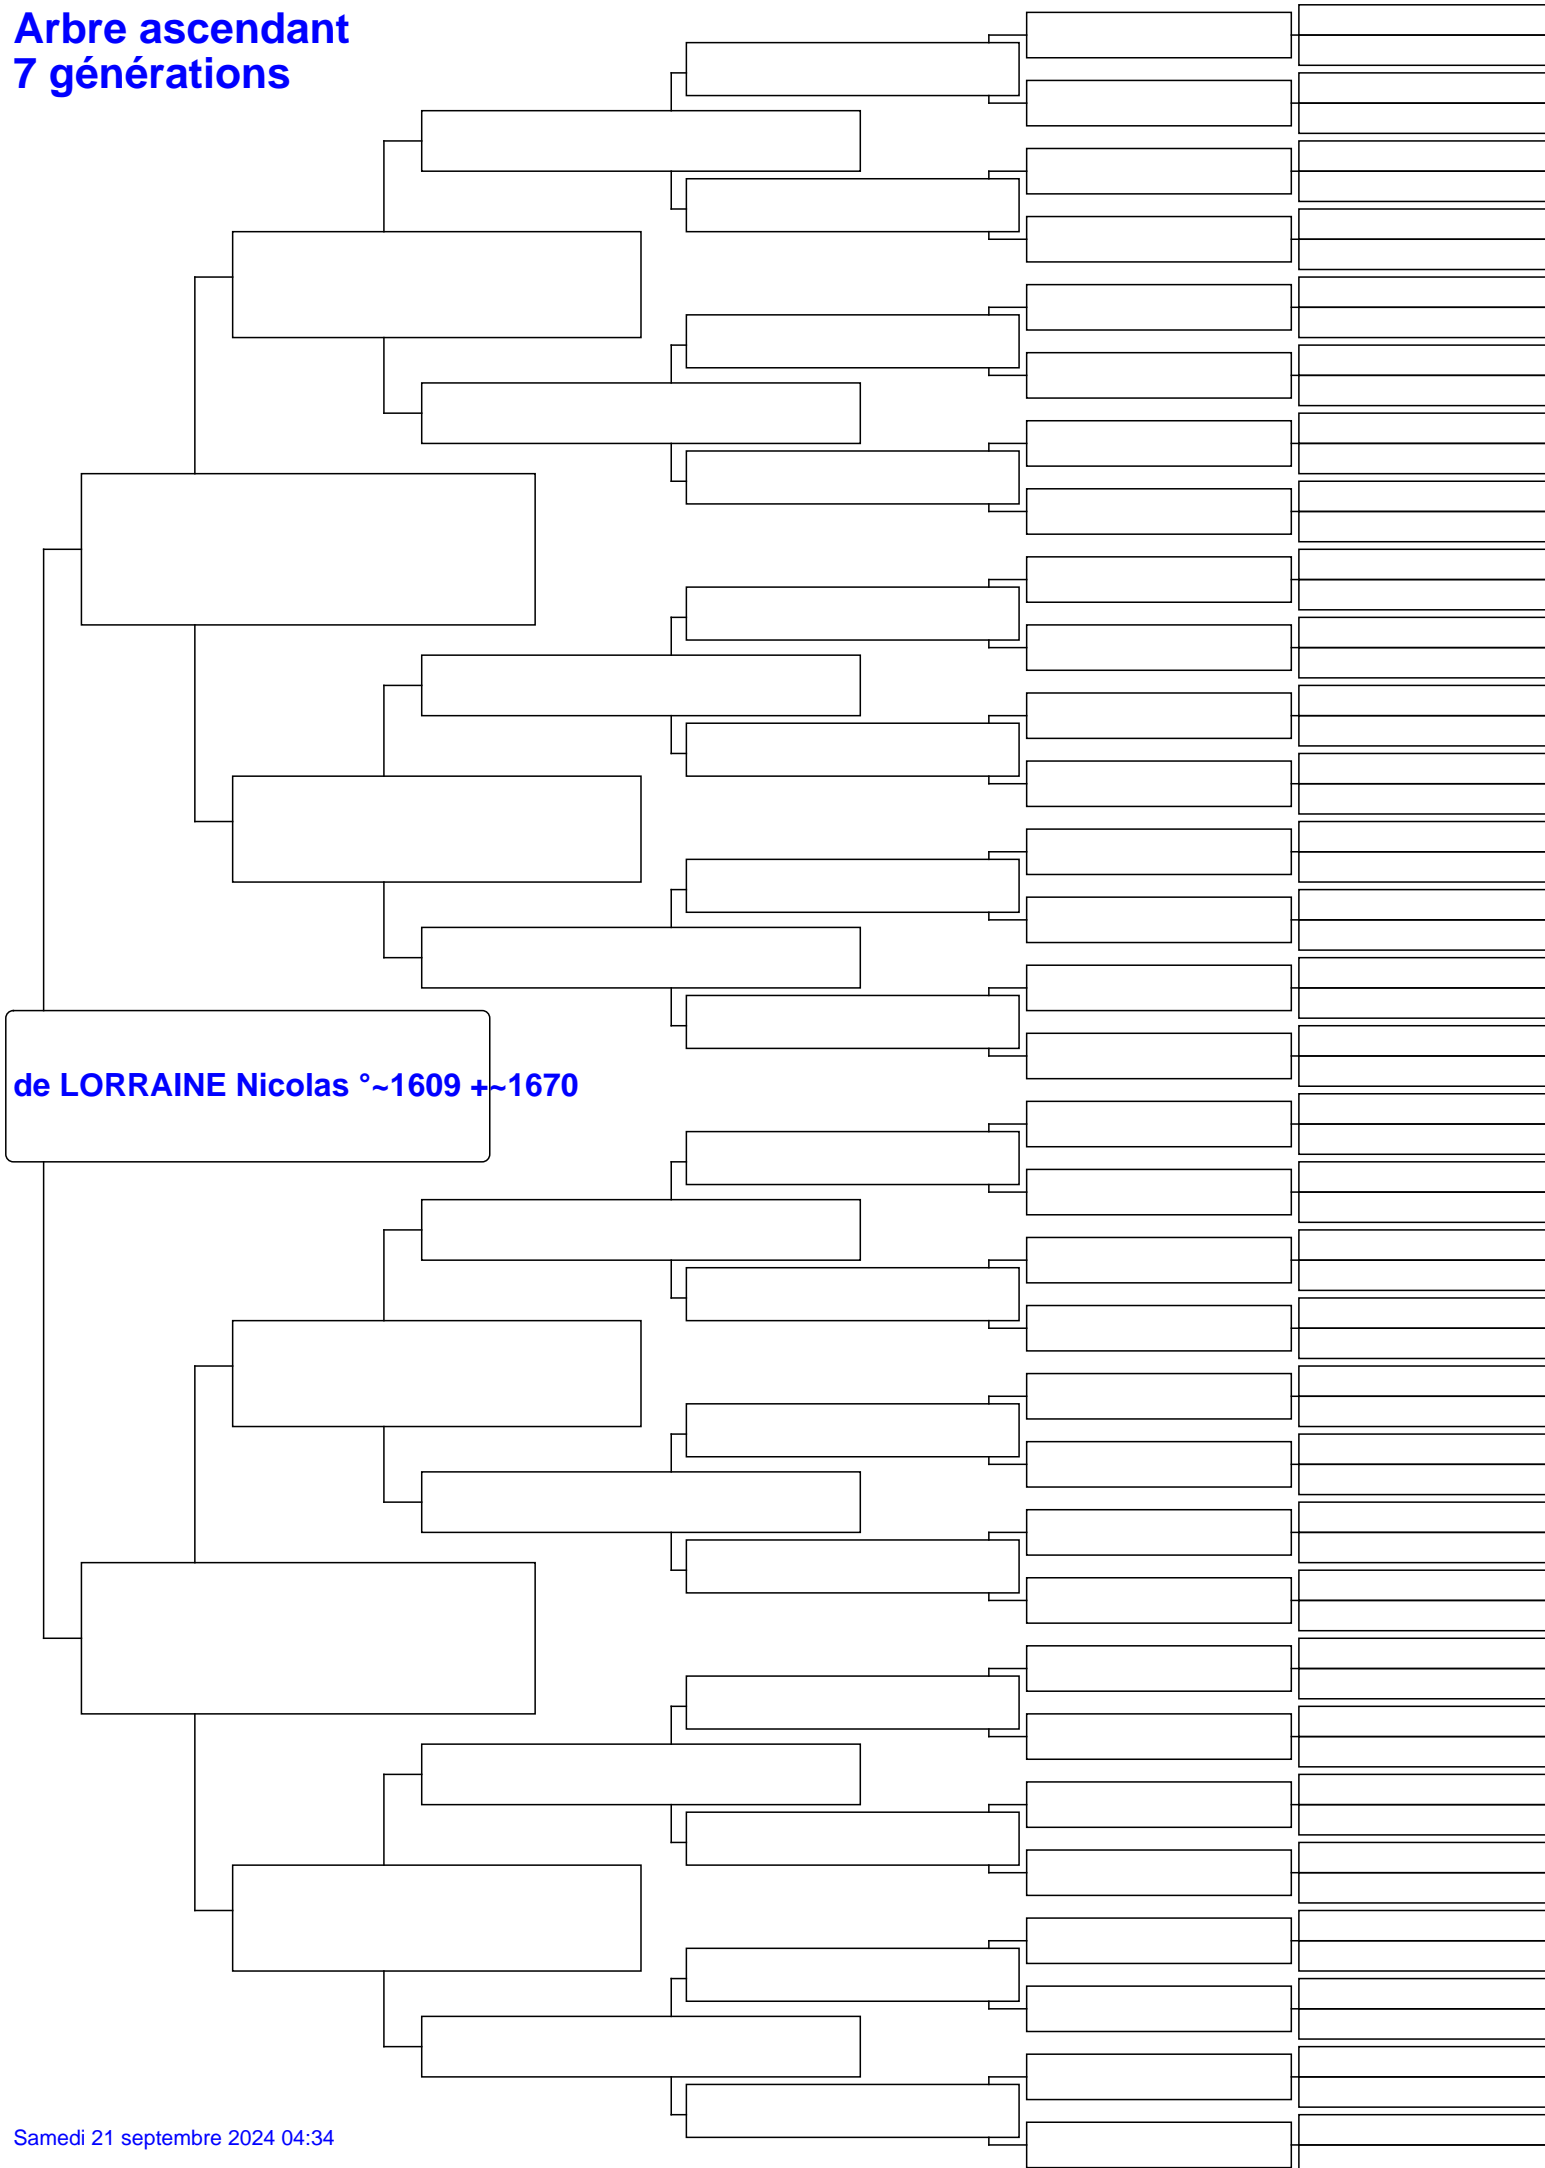 Arbre ascendant
7 générations
de LORRAINE Nicolas °~1609 +~1670
Samedi 21 septembre 2024 04:34